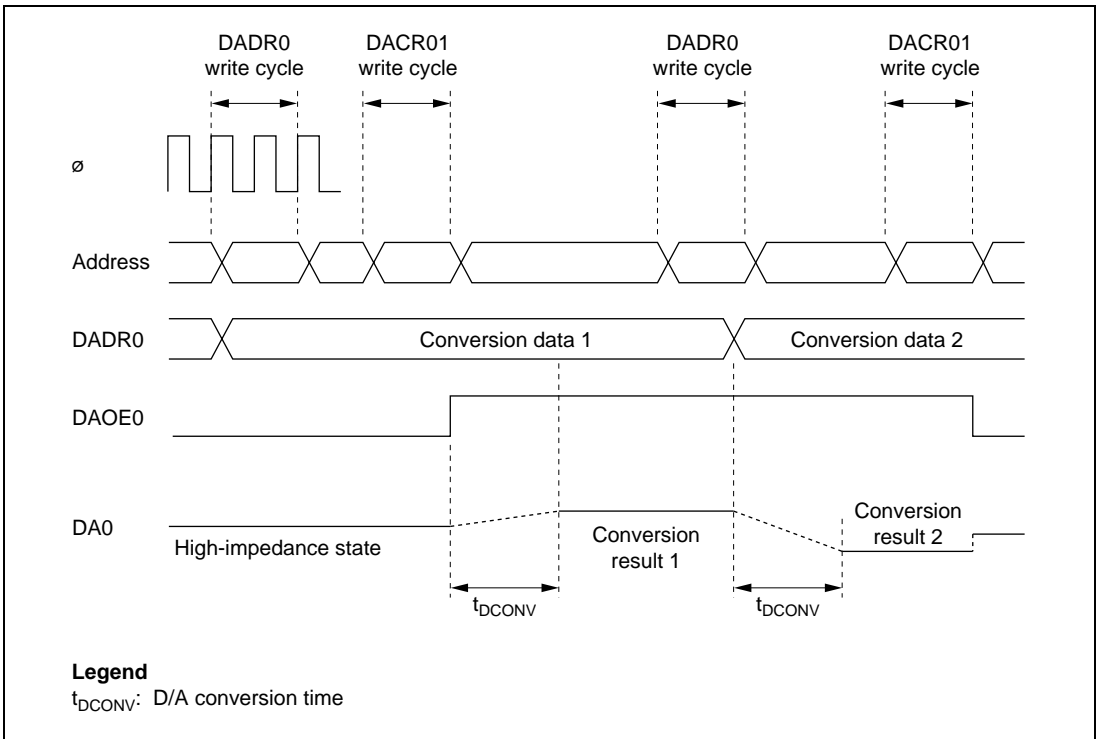 DADR0
write cycle
DACR01
write cycle
DADR0
write cycle
DACR01
write cycle
ø
Address
DADR0
Conversion data 1
Conversion data 2
DAOE0
DA0
High-impedance state
Conversion
result 1
Conversion
result 2
tDCONV
tDCONV
Legend
tDCONV: D/A conversion time